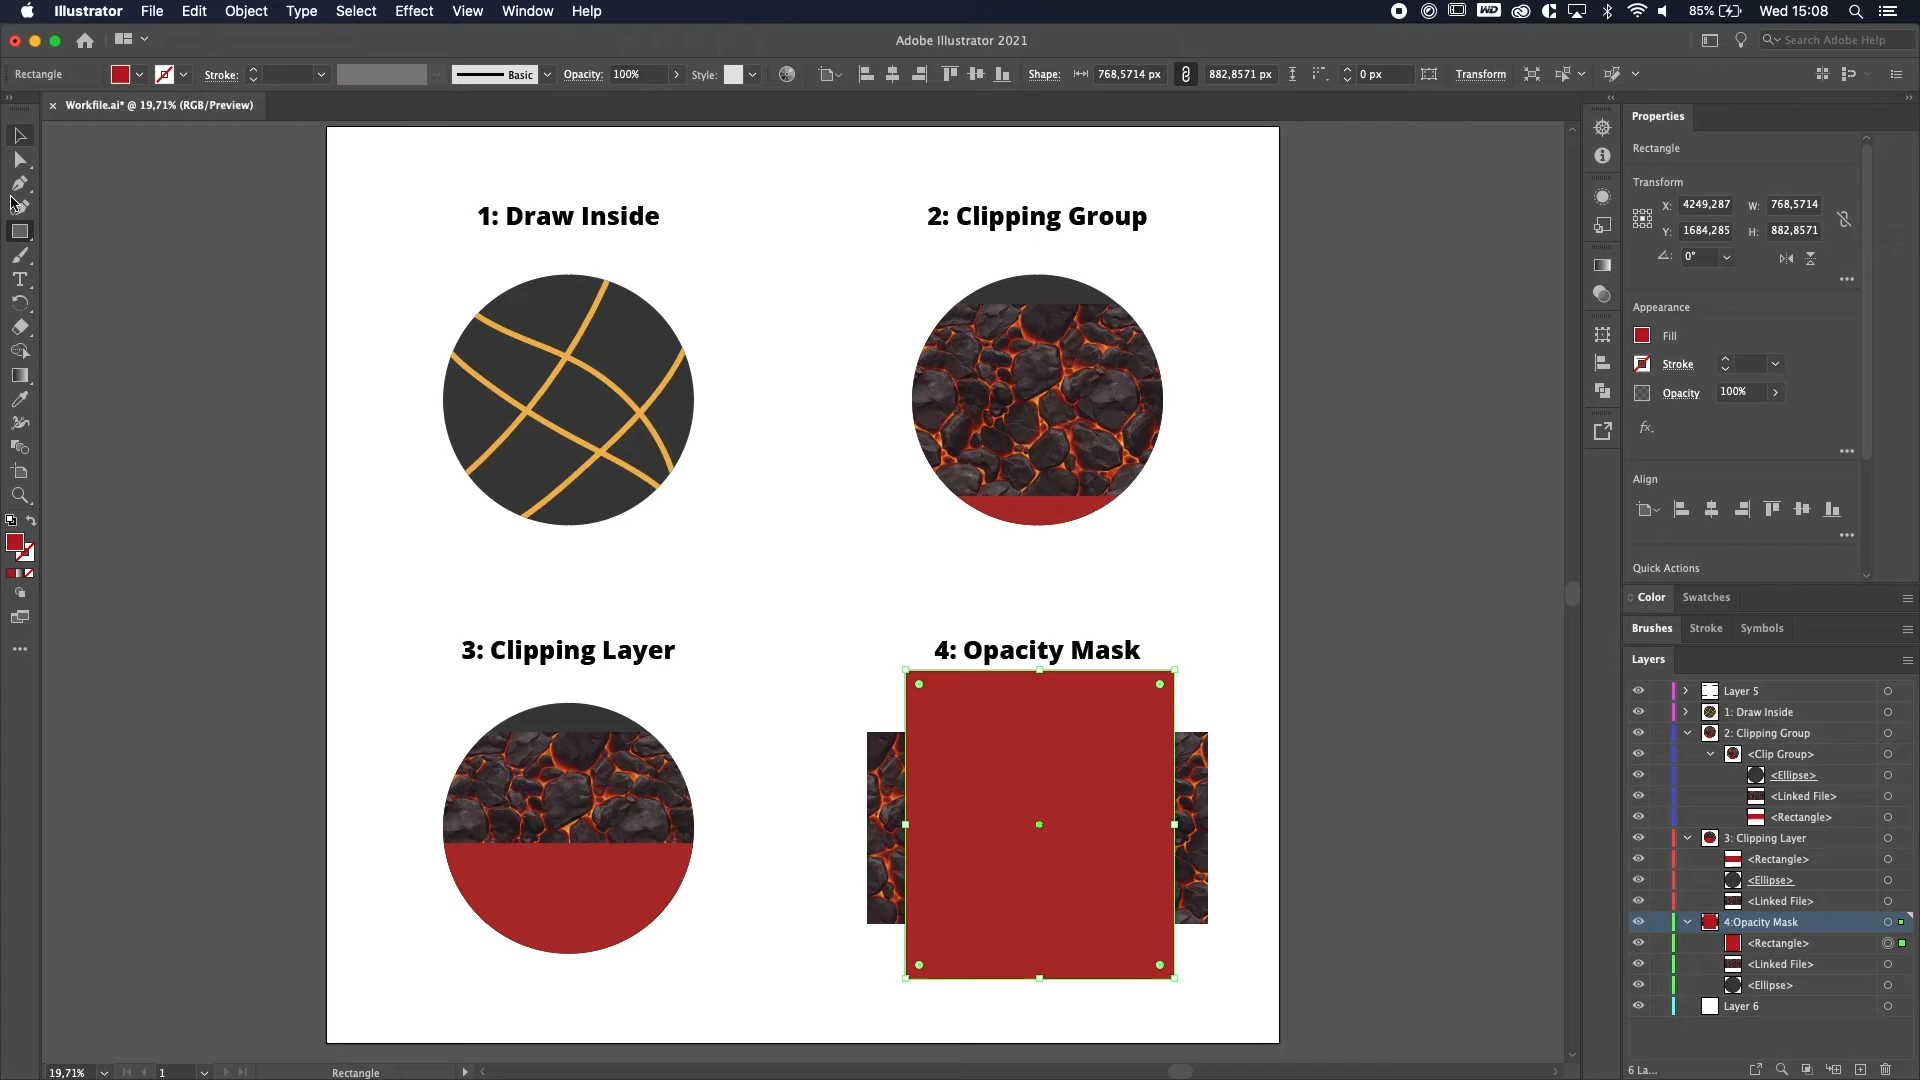 Illustrator File Edit Object Type Select Effect View Window Help
85% Wed 15:08
Adobe Illustrator 2021
Search Adobe Help
Rectangle
Stroke:
Basic
Opacity: 100%
Style:
Shape: 768,5714 px 882,8571 px
0 px
Transform
Workfile.ai* @ 19,71% (RGB/Preview)
1: Draw Inside
2: Clipping Group
3: Clipping Layer
4: Opacity Mask
Properties
Rectangle
Transform
X: 4249,287 W: 768,5714
Y: 1684,285 H: 882,8571
0°
Appearance
Fill
Stroke
Opacity 100%
fx.
Align
Quick Actions
Color Swatches
Brushes Stroke Symbols
Layers
Layer 5
1: Draw Inside
2: Clipping Group
<Clip Group>
<Ellipse>
<Linked File>
<Rectangle>
3: Clipping Layer
<Rectangle>
<Ellipse>
<Linked File>
4:Opacity Mask
<Rectangle>
<Linked File>
<Ellipse>
Layer 6
6 La...
19,71% 1 Rectangle